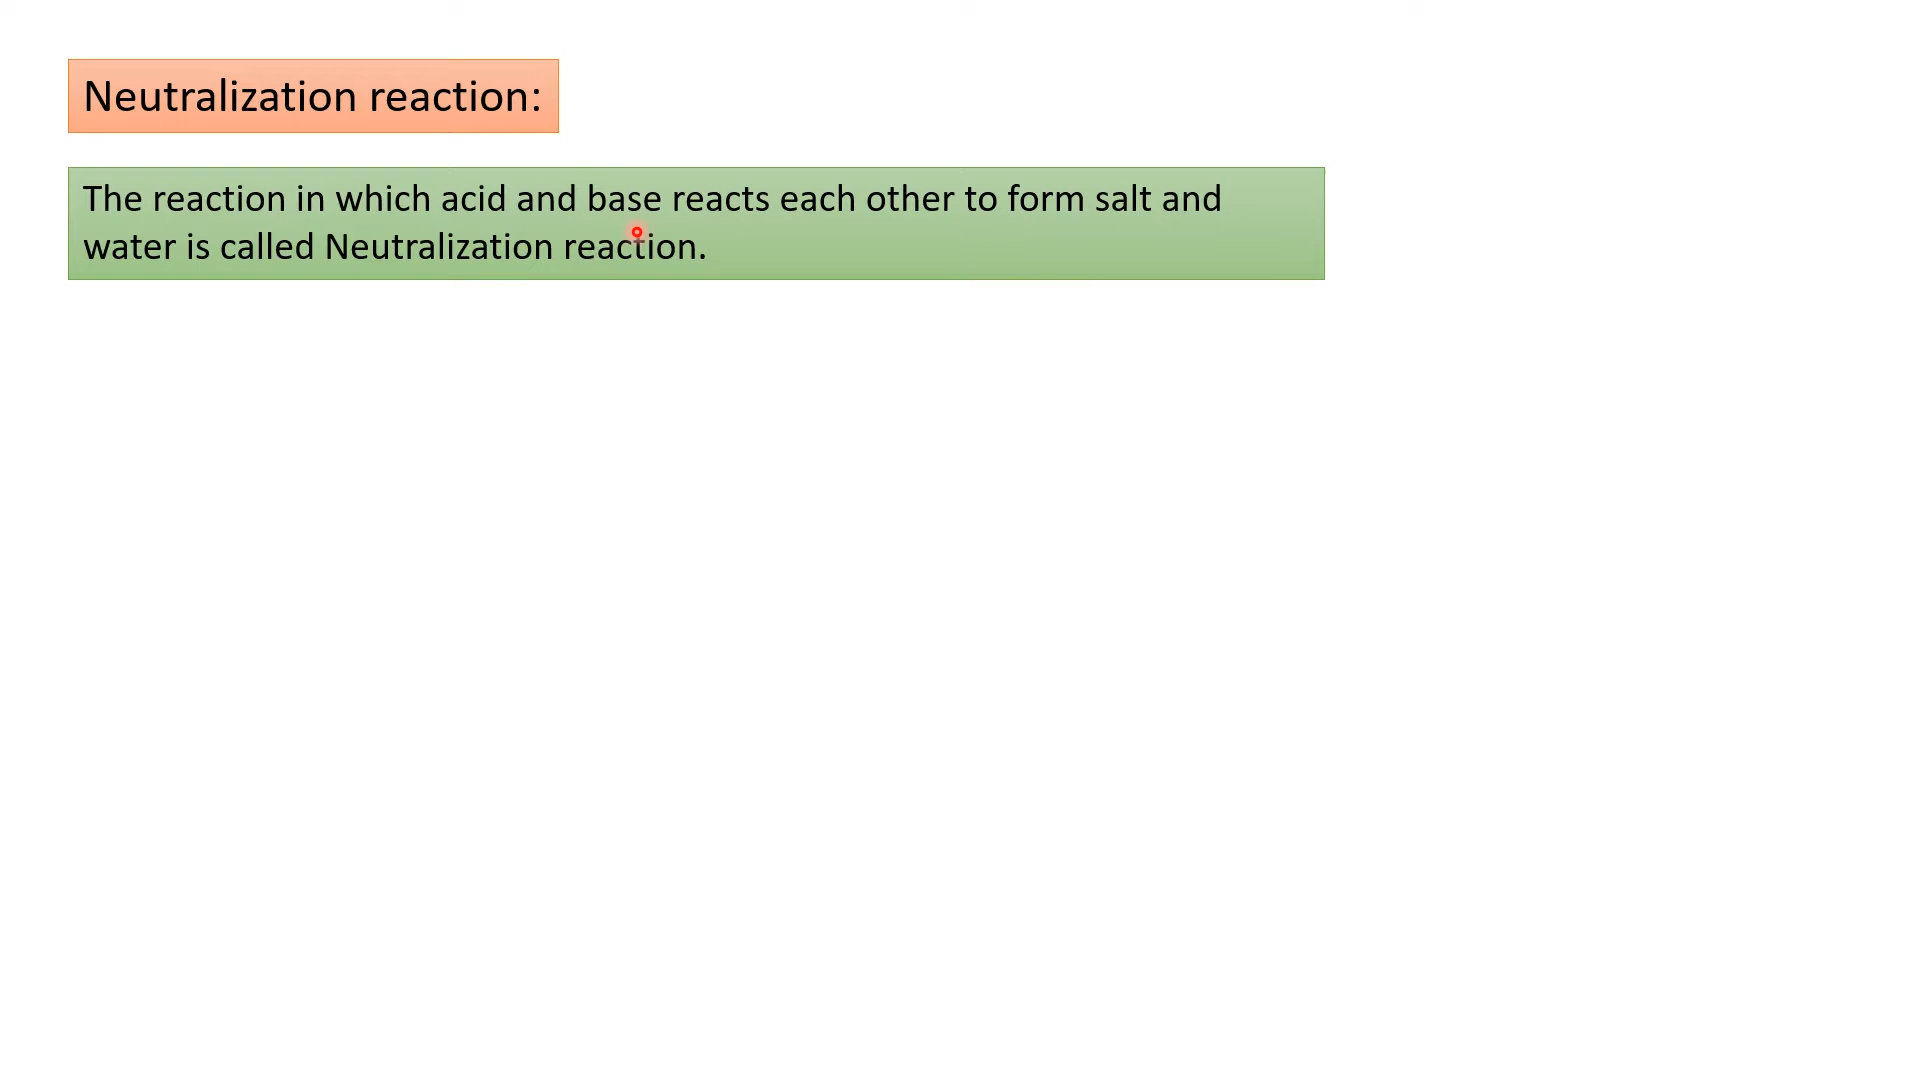 Neutralization reaction:
The reaction in which acid and base reacts each other to form salt and
water is called Neutralization reaction.